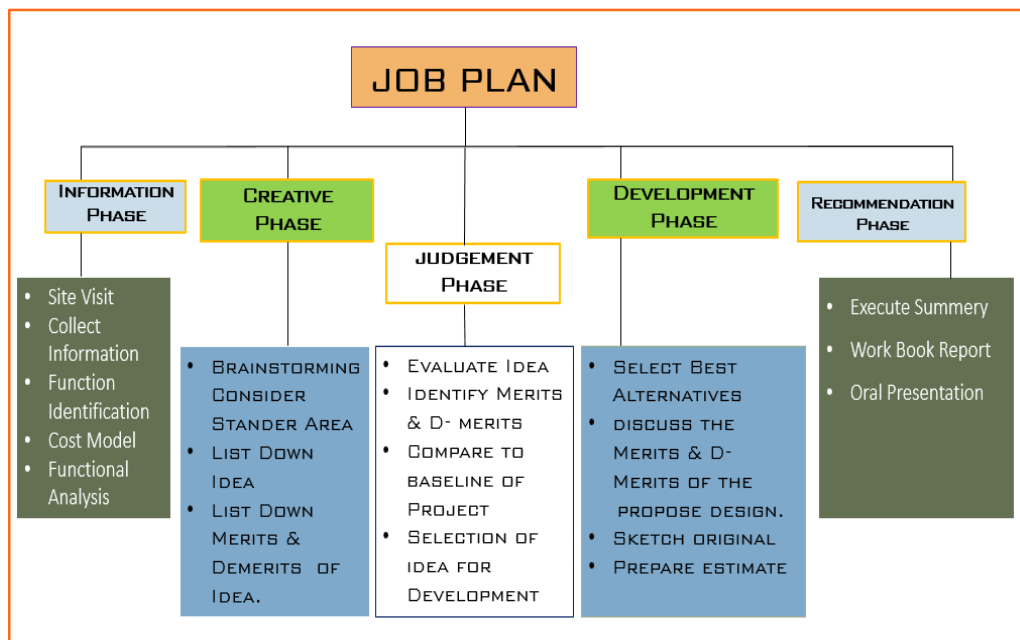 JOB PLAN
INFORMATION
PHASE
• Site Visit
• Collect
Information
• Function
Identification
• Cost Model
• Functional
Analysis
CREATIVE
PHASE
• BRAINSTORMING
CONSIDER
STANDER AREA
• LIST DOWN
IDEA
• LIST DOWN
MERITS &
DEMERITS OF
IDEA.
JUDGEMENT
PHASE
• EVALUATE IDEA
• IDENTIFY MERITS
& D- MERITS
• COMPARE TO
BASELINE OF
PROJECT
• SELECTION OF
IDEA FOR
DEVELOPMENT
DEVELOPMENT
PHASE
• SELECT BEST
ALTERNATIVES
• DISCUSS THE
MERITS & D-
MERITS OF THE
PROPOSE DESIGN.
• SKETCH ORIGINAL
• PREPARE ESTIMATE
RECOMMENDATION
PHASE
• Execute Summery
• Work Book Report
• Oral Presentation